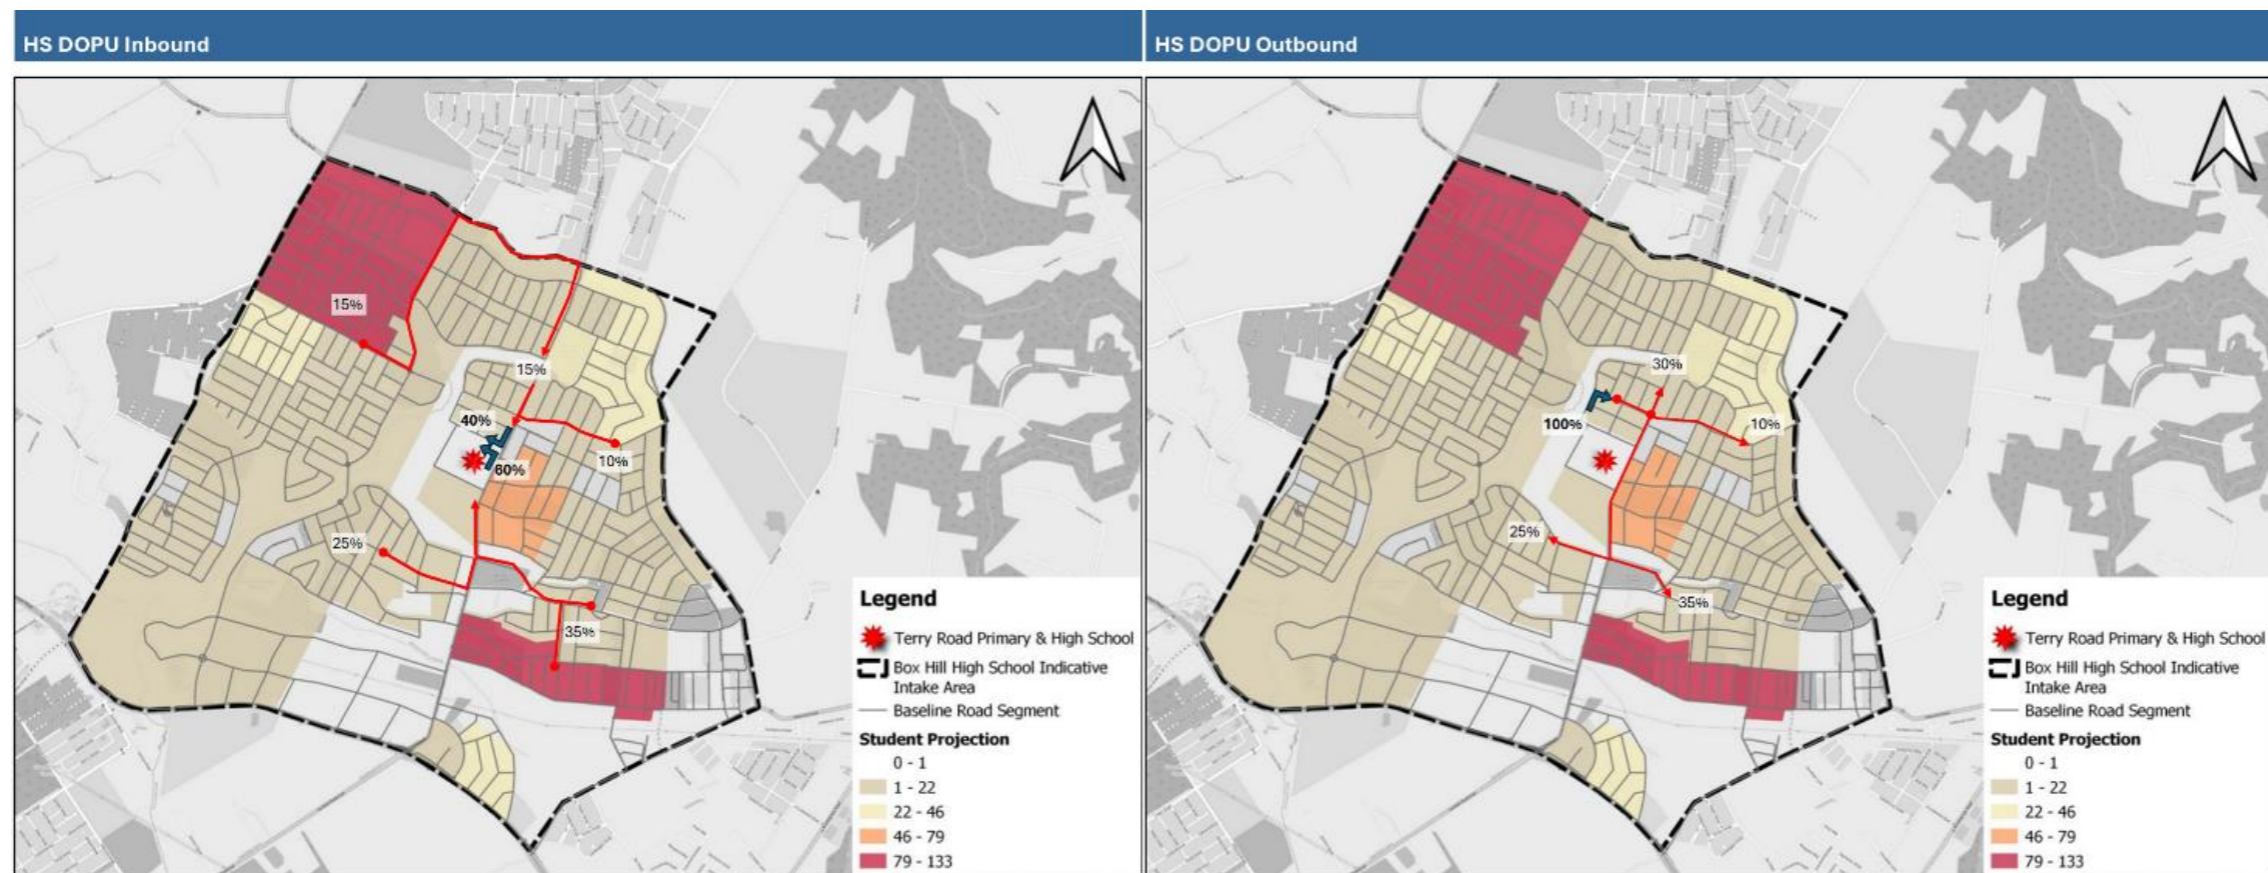 HS DOPU Inbound
15%
15%
40%
60%
10%
25%
35%
Legend
Terry Road Primary & High School
Box Hill High School Indicative
Intake Area
Baseline Road Segment
Student Projection
0 - 1
1 - 22
22 - 46
46 - 79
79 - 133
HS DOPU Outbound
30%
100%
10%
25%
35%
Legend
Terry Road Primary & High School
Box Hill High School Indicative
Intake Area
Baseline Road Segment
Student Projection
0 - 1
1 - 22
22 - 46
46 - 79
79 - 133